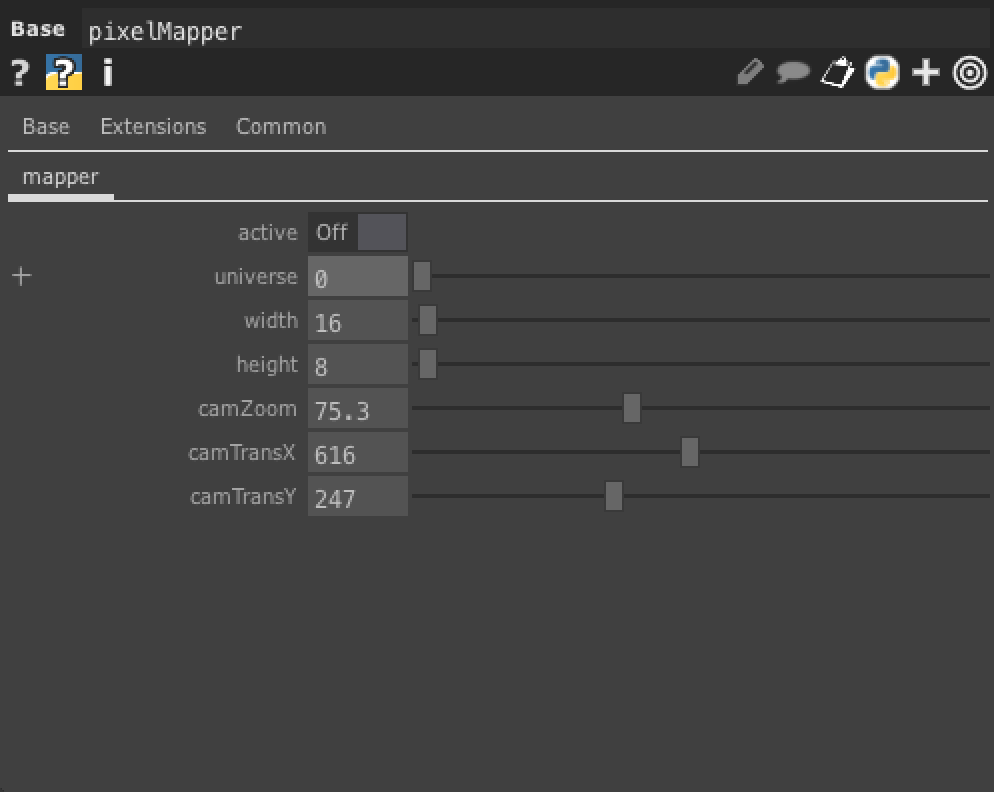 Base pixelMapper
? ? i
Base Extensions Common
mapper
active Off
universe 0
width 16
height 8
camZoom 75.3
camTransX 616
camTransY 247